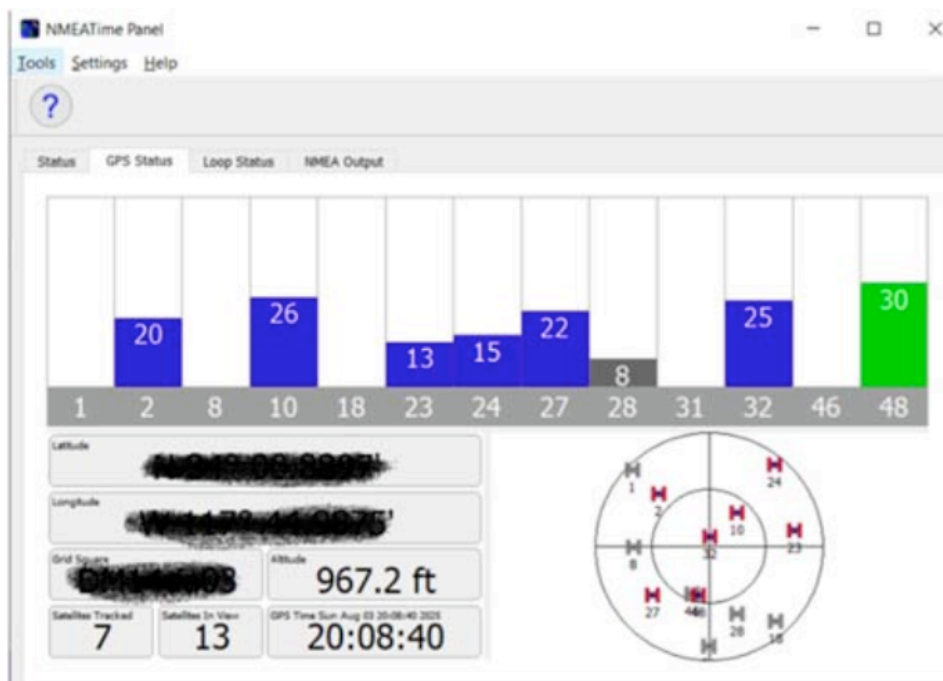 NMEATime Panel
Tools Settings Help
?
Status GPS Status Loop Status NMEA Output
20 26 13 15 22 8 25 30
1 2 8 10 18 23 24 27 28 31 32 46 48
Latitude
Longitude
Grid Square Altitude
967.2 ft
Satellites Tracked Satellites In View GPS Time Sun Aug 03 20:08:40 2025
7 13 20:08:40
1 24
2
10
32 23
8
27 48
28 18